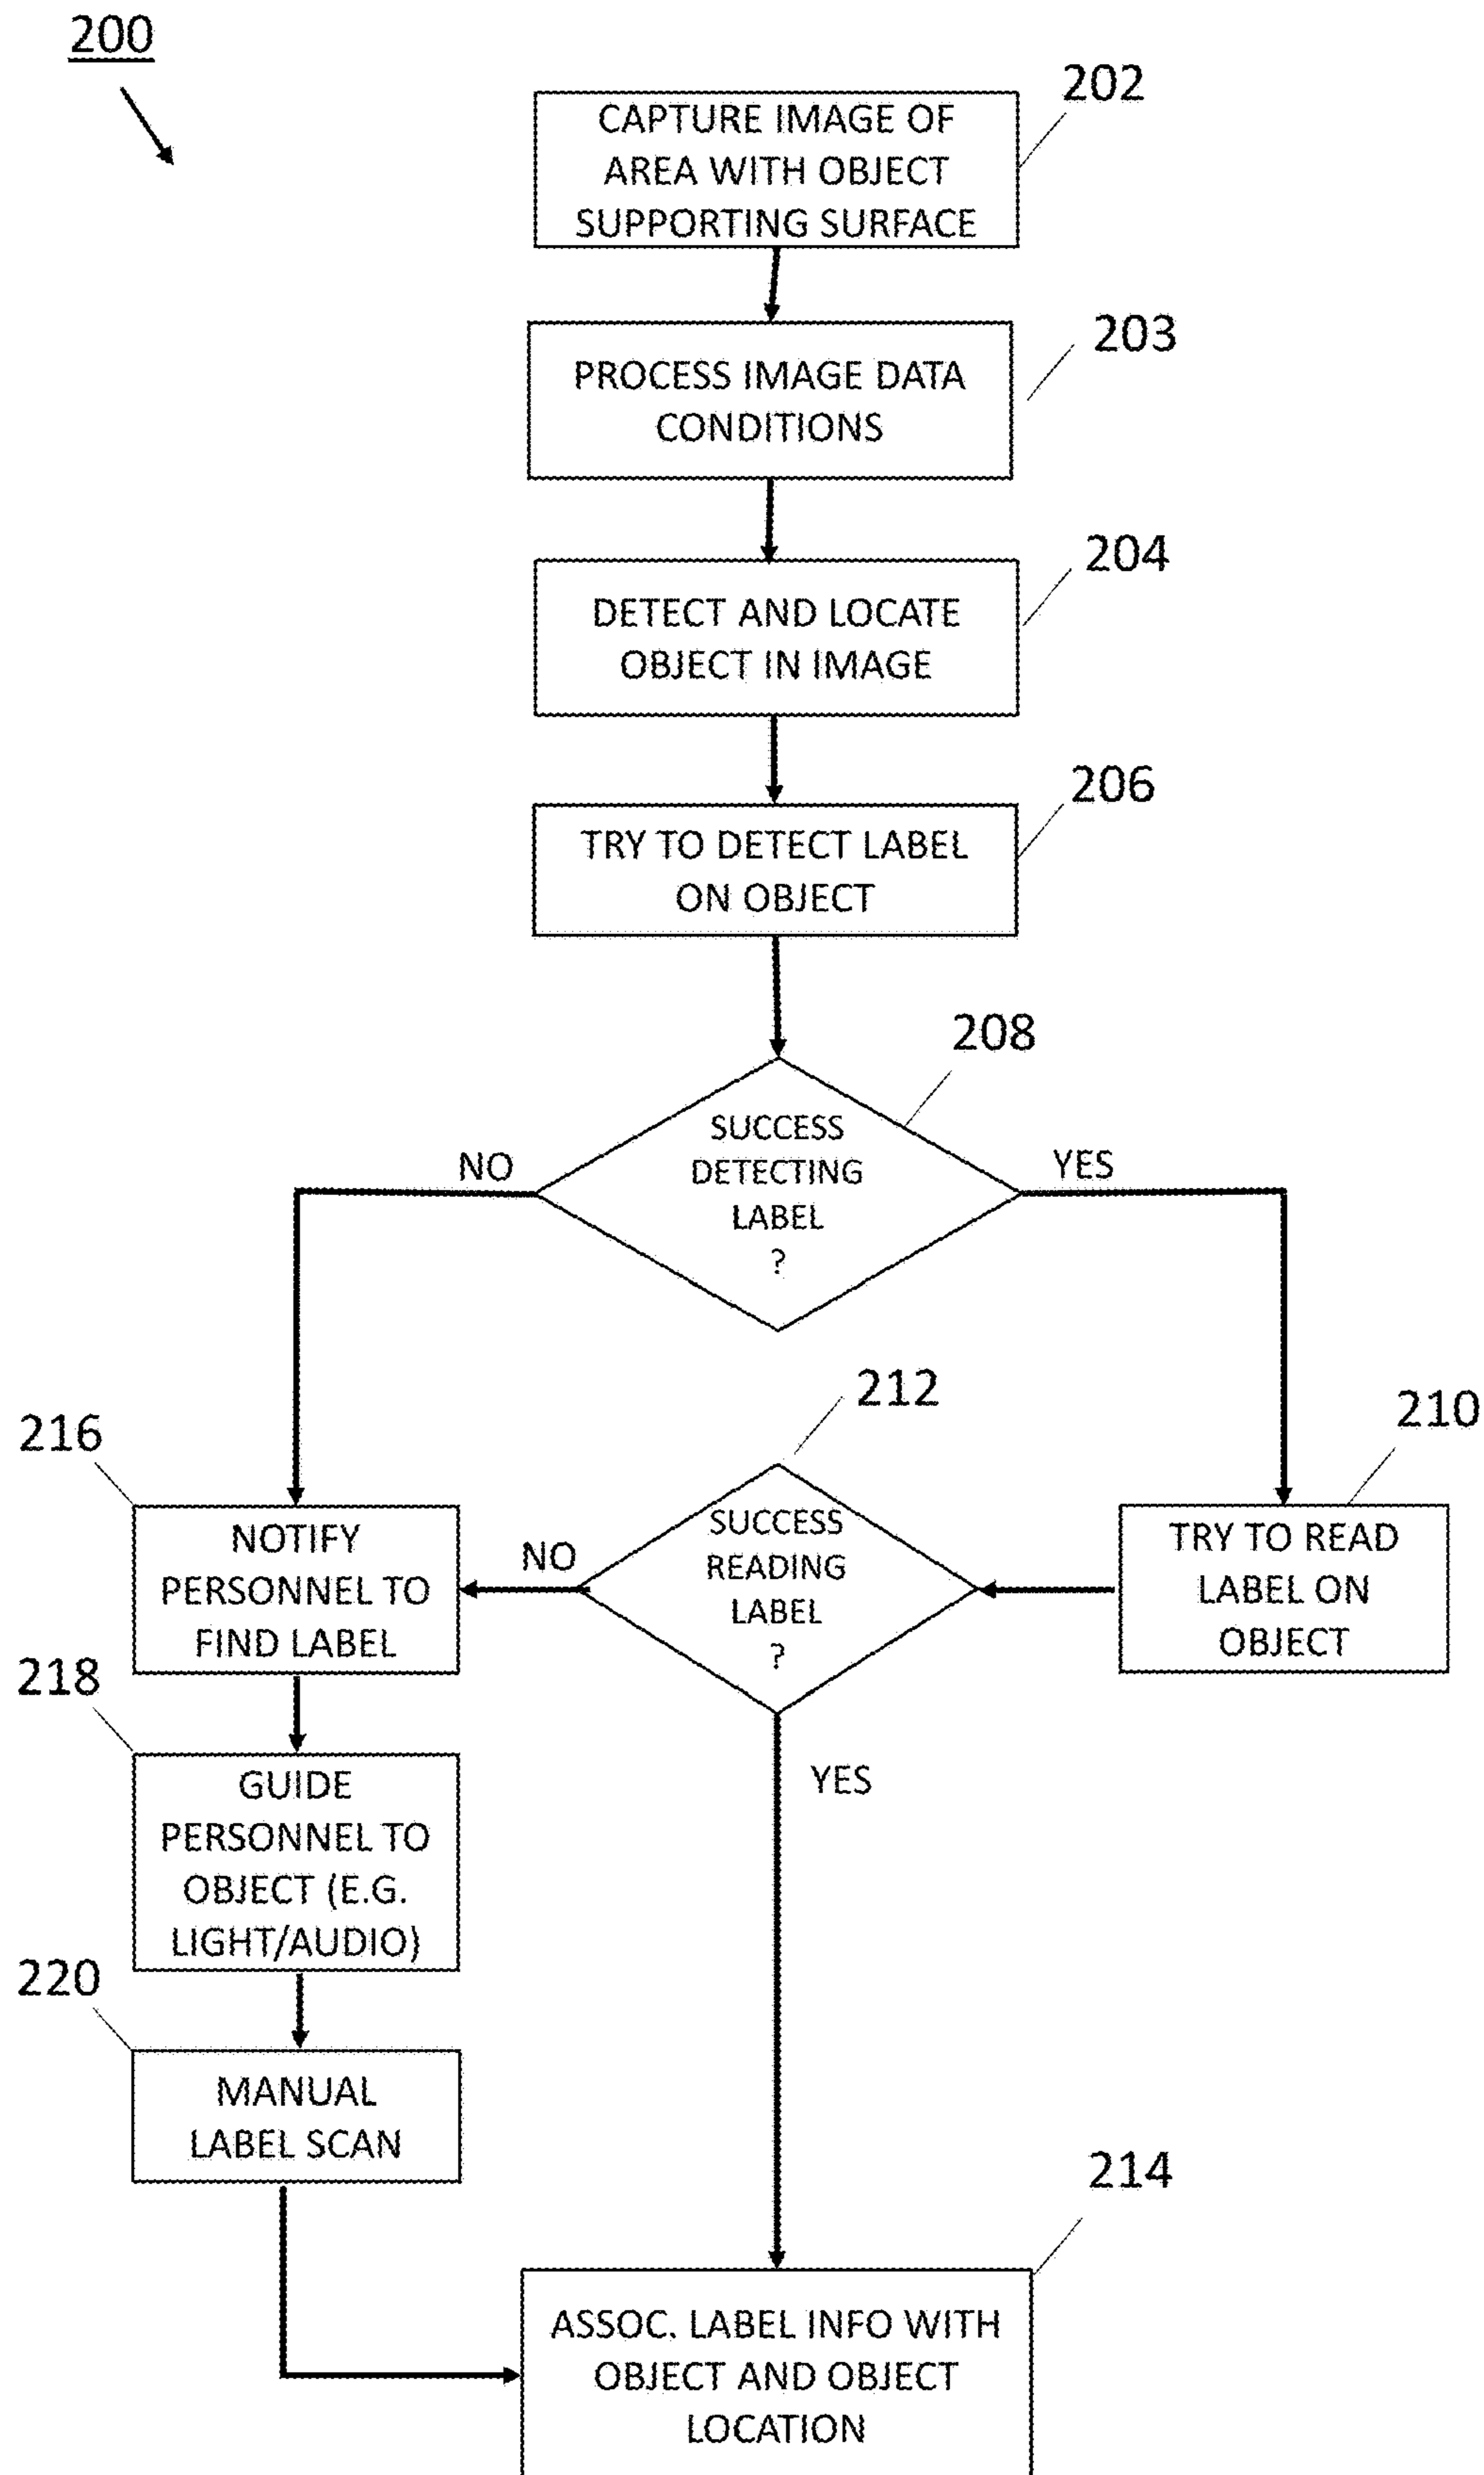 200
202
CAPTURE IMAGE OF
AREA WITH OBJECT
SUPPORTING SURFACE
203
PROCESS IMAGE DATA
CONDITIONS
204
DETECT AND LOCATE
OBJECT IN IMAGE
206
TRY TO DETECT LABEL
ON OBJECT
208
SUCCESS
DETECTING
LABEL
?
NO
YES
212
210
216
SUCCESS
READING
LABEL
?
NO
TRY TO READ
LABEL ON
OBJECT
NOTIFY
PERSONNEL TO
FIND LABEL
218
GUIDE
PERSONNEL TO
OBJECT (E.G.
LIGHT/AUDIO)
YES
220
MANUAL
LABEL SCAN
214
ASSOC. LABEL INFO WITH
OBJECT AND OBJECT
LOCATION